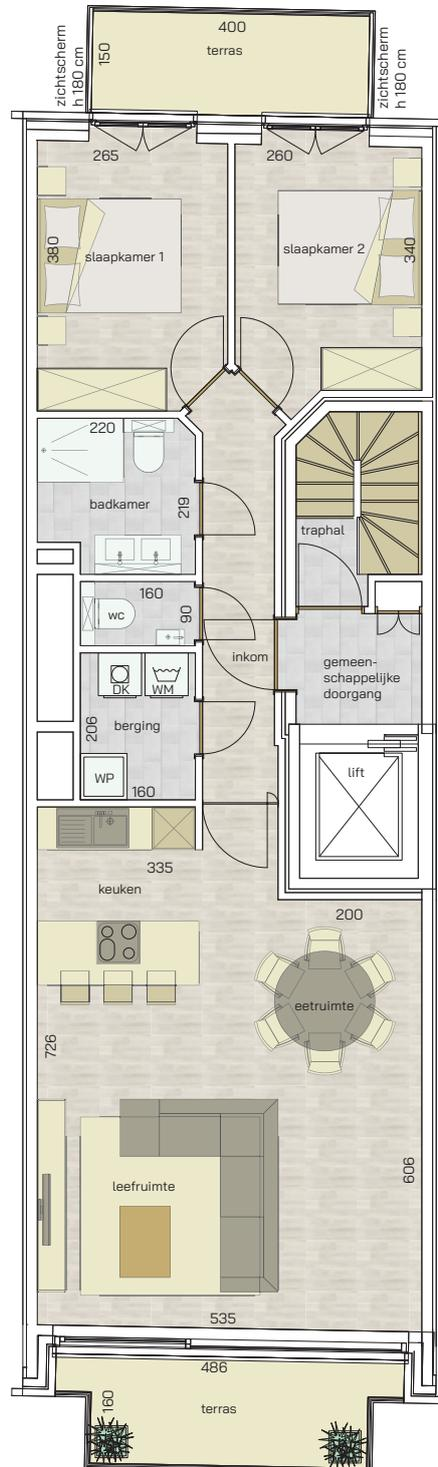 400
terras
150
zichtscherm
h 180 cm
zichtscherm
h 180 cm
265
260
380
slaapkamer 1
slaapkamer 2
340
220
badkamer
219
traphal
160
wc
90
inkom
gemeen-
schappelijke
doorgang
DK
WM
206
berging
WP
160
lift
335
keuken
200
eetruimte
726
leefruimte
606
535
486
160
terras